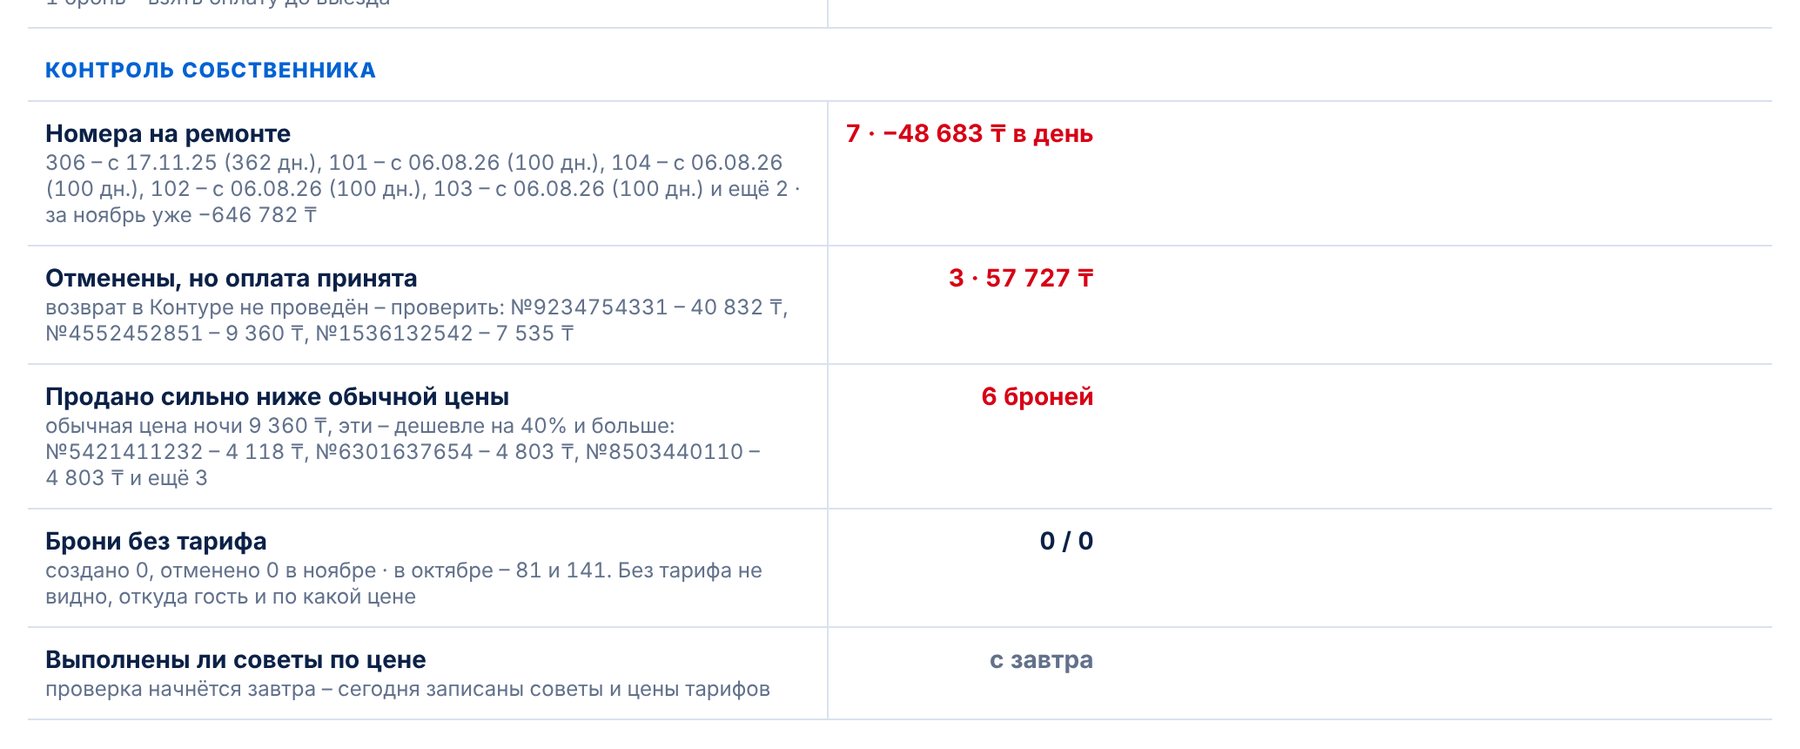 1 бронь – взять оплату до выезда
КОНТРОЛЬ СОБСТВЕННИКА
Номера на ремонте
7 · −48 683 ₸ в день
306 – с 17.11.25 (362 дн.), 101 – с 06.08.26 (100 дн.), 104 – с 06.08.26
(100 дн.), 102 – с 06.08.26 (100 дн.), 103 – с 06.08.26 (100 дн.) и ещё 2 ·
за ноябрь уже −646 782 ₸
Отменены, но оплата принята
3 · 57 727 ₸
возврат в Контуре не проведён – проверить: №9234754331 – 40 832 ₸,
№4552452851 – 9 360 ₸, №1536132542 – 7 535 ₸
Продано сильно ниже обычной цены
6 броней
обычная цена ночи 9 360 ₸, эти – дешевле на 40% и больше:
№5421411232 – 4 118 ₸, №6301637654 – 4 803 ₸, №8503440110 –
4 803 ₸ и ещё 3
Брони без тарифа
0 / 0
создано 0, отменено 0 в ноябре · в октябре – 81 и 141. Без тарифа не
видно, откуда гость и по какой цене
Выполнены ли советы по цене
с завтра
проверка начнётся завтра – сегодня записаны советы и цены тарифов